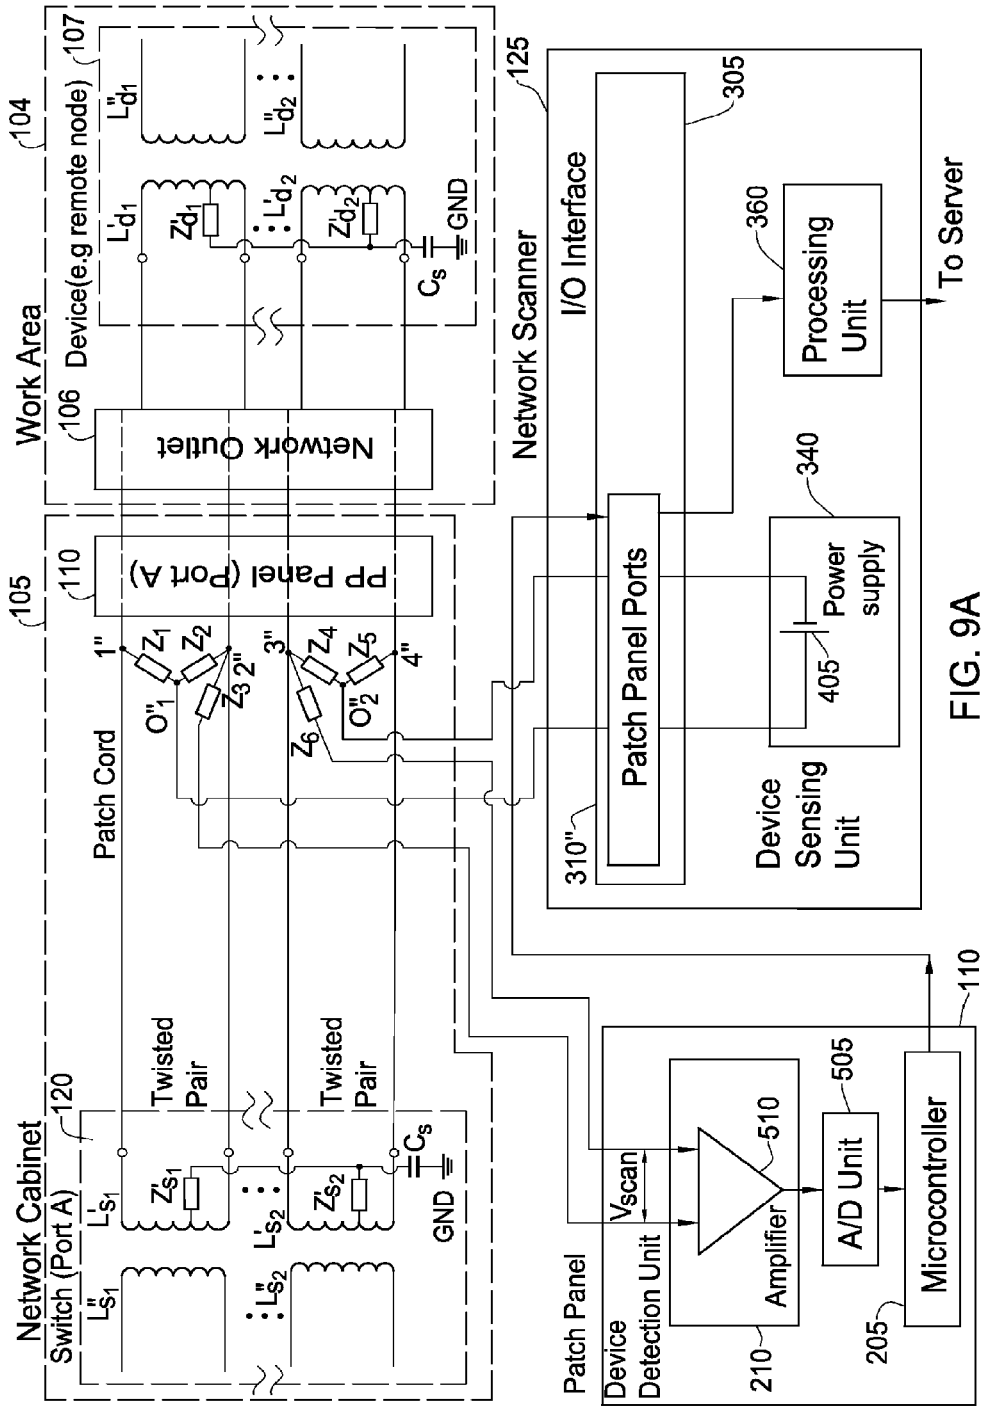 Network Cabinet
105
Switch (Port A)
120
L"s1
L's1
Z's1
L"s2
L's2
Z's2
Cs
GND
Twisted
Pair
Twisted
Pair
Patch Cord
1"
Z1
Z2
O"1
2"
Z3
3"
Z4
Z5
O"2
4"
Z6
110
PP Panel (Port A)
Work Area
104
106
Network Outlet
Device(e.g remote node)
107
L'd1
L"d1
Z'd1
L'd2
L"d2
Z'd2
Cs
GND
Patch Panel
Device
Detection Unit
Vscan
510
Amplifier
210
A/D Unit
505
Microcontroller
205
110
Network Scanner
125
I/O Interface
305
310"
Patch Panel Ports
Device
Sensing
Unit
405
Power
supply
340
Processing
Unit
360
To Server
FIG. 9A